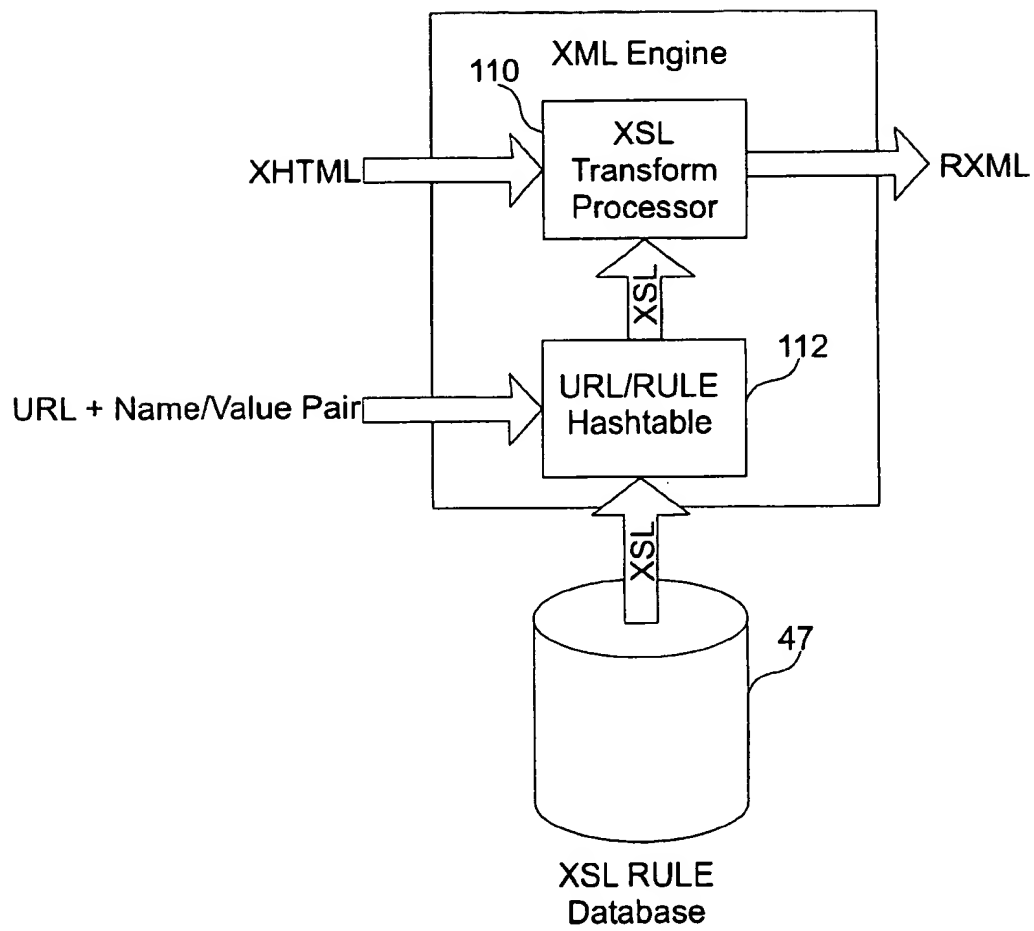 XML Engine
110
XSL
Transform
Processor
XHTML
RXML
XSL
112
URL/RULE
Hashtable
URL + Name/Value Pair
XSL
47
XSL RULE
Database